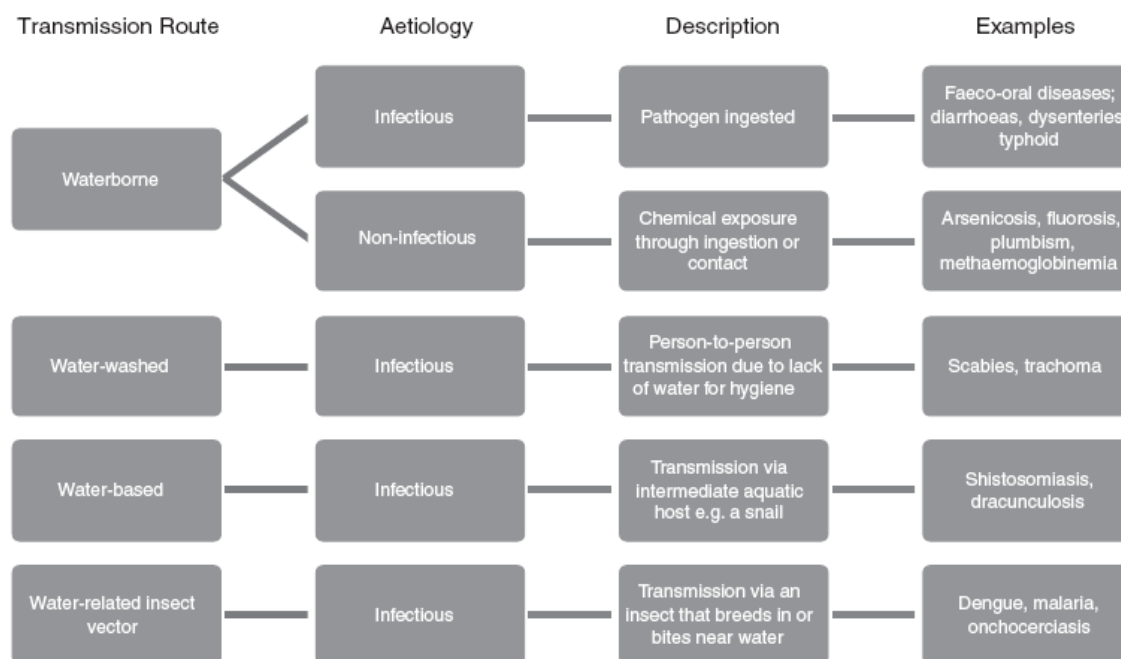 Transmission Route
Aetiology
Description
Examples
Waterborne
Infectious
Pathogen ingested
Faeco-oral diseases;
diarrhoeas, dysenteries,
typhoid
Non-infectious
Chemical exposure
through ingestion or
contact
Arsenicosis, fluorosis,
plumbism,
methaemoglobinemia
Water-washed
Infectious
Person-to-person
transmission due to lack
of water for hygiene
Scabies, trachoma
Water-based
Infectious
Transmission via
intermediate aquatic
host e.g. a snail
Shistosomiasis,
dracunculosis
Water-related insect
vector
Infectious
Transmission via an
insect that breeds in or
bites near water
Dengue, malaria,
onchocerciasis